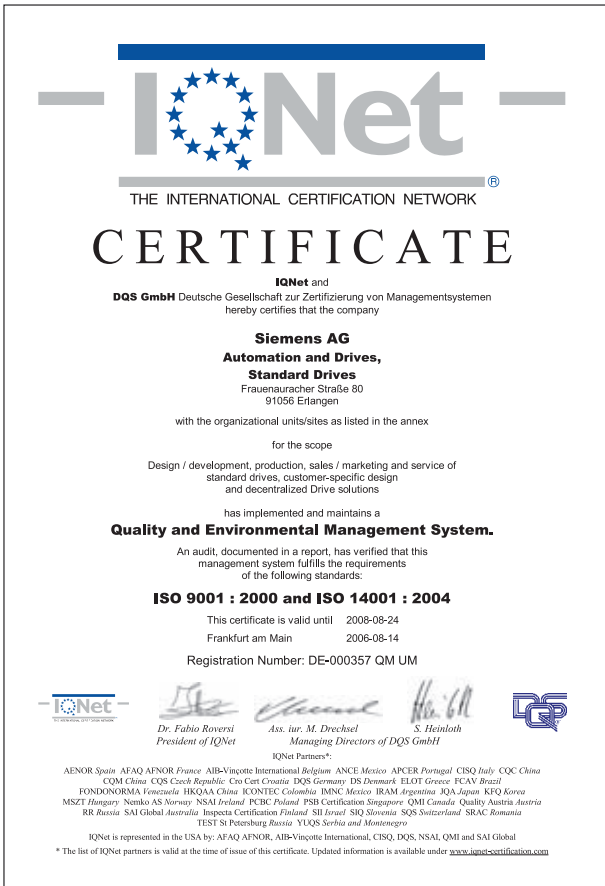 IQNet
®
THE INTERNATIONAL CERTIFICATION NETWORK
CERTIFICATE
IQNet and
DQS GmbH Deutsche Gesellschaft zur Zertifizierung von Managementsystemen
hereby certifies that the company
Siemens AG
Automation and Drives,
Standard Drives
Frauenauracher Straße 80
91056 Erlangen
with the organizational units/sites as listed in the annex
for the scope
Design / development, production, sales / marketing and service of
standard drives, customer-specific design
and decentralized Drive solutions
has implemented and maintains a
Quality and Environmental Management System.
An audit, documented in a report, has verified that this
management system fulfills the requirements
of the following standards:
ISO 9001 : 2000 and ISO 14001 : 2004
This certificate is valid until 2008-08-24
Frankfurt am Main 2006-08-14
Registration Number: DE-000357 QM UM
IQNet
THE INTERNATIONAL CERTIFICATION NETWORK
DQS
Dr. Fabio Roversi Ass. iur. M. Drechsel S. Heinloth
President of IQNet Managing Directors of DQS GmbH
IQNet Partners*:
AENOR Spain AFAQ AFNOR France AIB-Vinçotte International Belgium ANCE Mexico APCER Portugal CISQ Italy CQC China
CQM China CQS Czech Republic Cro Cert Croatia DQS Germany DS Denmark ELOT Greece FCAV Brazil
FONDONORMA Venezuela HKQAA China ICONTEC Colombia IMNC Mexico IRAM Argentina JQA Japan KFQ Korea
MSZT Hungary Nemko AS Norway NSAI Ireland PCBC Poland PSB Certification Singapore QMI Canada Quality Austria Austria
RR Russia SAI Global Australia Inspecta Certification Finland SII Israel SIQ Slovenia SQS Switzerland SRAC Romania
TEST St Petersburg Russia YUQS Serbia and Montenegro
IQNet is represented in the USA by: AFAQ AFNOR, AIB-Vinçotte International, CISQ, DQS, NSAI, QMI and SAI Global
* The list of IQNet partners is valid at the time of issue of this certificate. Updated information is available under www.iqnet-certification.com